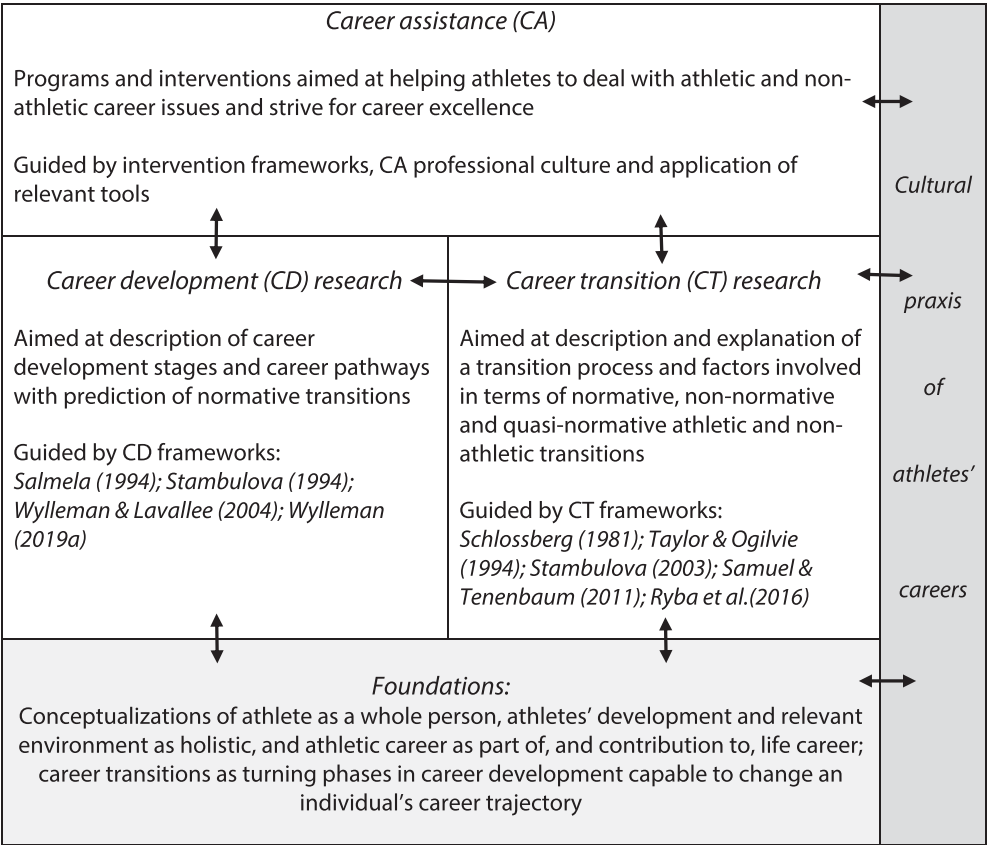 Career assistance (CA)
Programs and interventions aimed at helping athletes to deal with athletic and non-
athletic career issues and strive for career excellence
Guided by intervention frameworks, CA professional culture and application of
relevant tools
Career development (CD) research
Aimed at description of career
development stages and career pathways
with prediction of normative transitions
Guided by CD frameworks:
Salmela (1994); Stambulova (1994);
Wylleman & Lavallee (2004); Wylleman
(2019a)
Career transition (CT) research
Aimed at description and explanation of
a transition process and factors involved
in terms of normative, non-normative
and quasi-normative athletic and non-
athletic transitions
Guided by CT frameworks:
Schlossberg (1981); Taylor & Ogilvie
(1994); Stambulova (2003); Samuel &
Tenenbaum (2011); Ryba et al.(2016)
Foundations:
Conceptualizations of athlete as a whole person, athletes’ development and relevant
environment as holistic, and athletic career as part of, and contribution to, life career;
career transitions as turning phases in career development capable to change an
individual’s career trajectory
Cultural
praxis
of
athletes’
careers